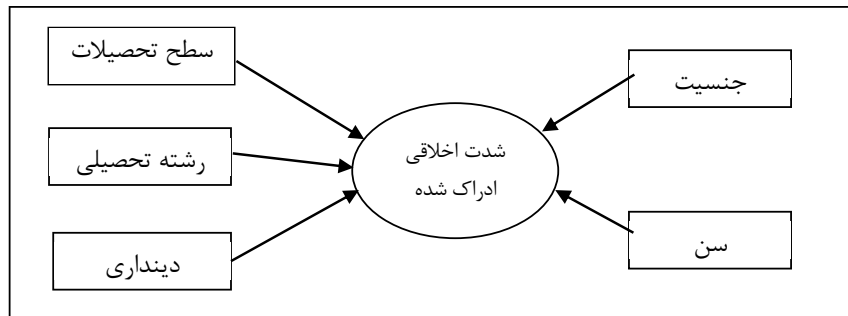 سطح تحصیلات
جنسیت
شدت اخلاقی
ادراک شده
رشته تحصیلی
سن
دینداری